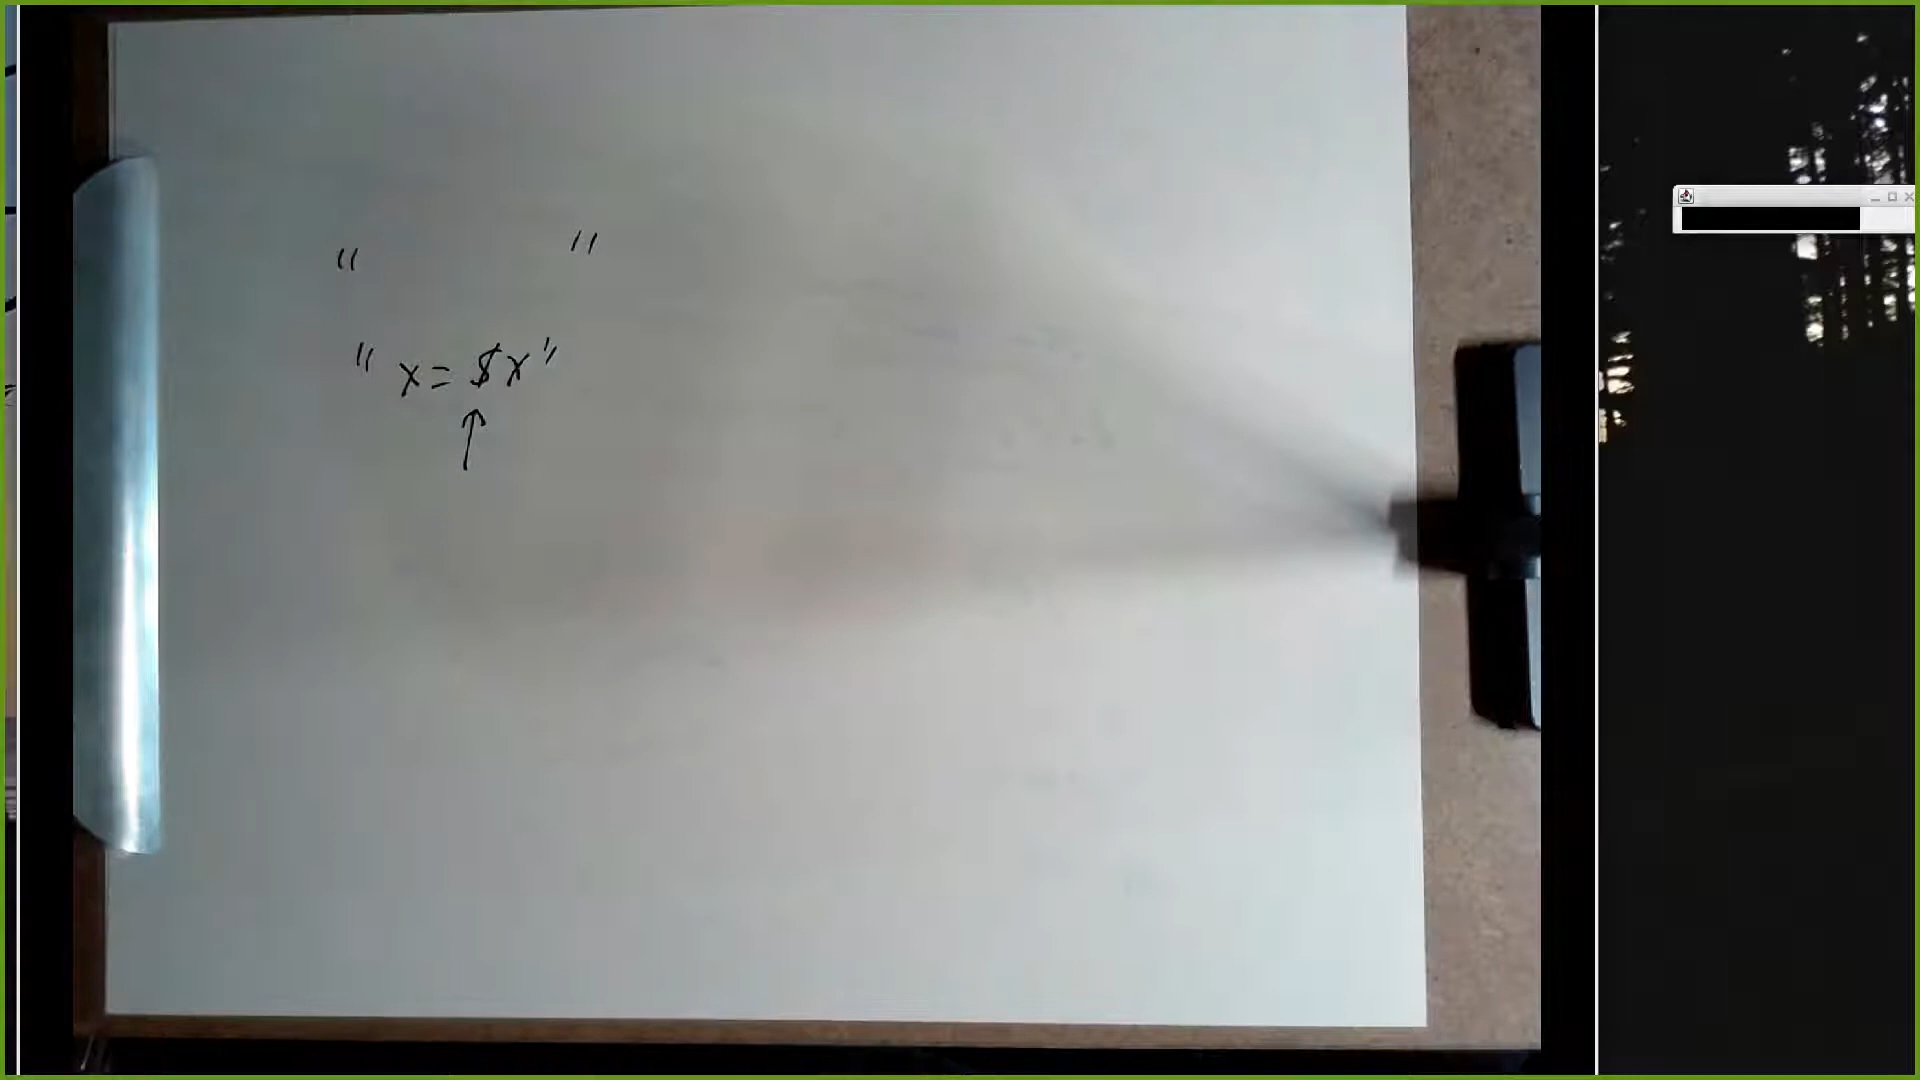 "          "
" x = $x"
↑